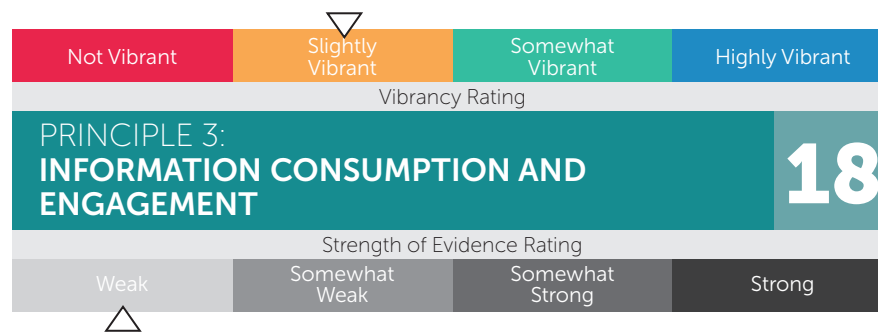 Not Vibrant
Slightly
Vibrant
Somewhat
Vibrant
Highly Vibrant
Vibrancy Rating
PRINCIPLE 3:
INFORMATION CONSUMPTION AND
ENGAGEMENT
18
Strength of Evidence Rating
Weak
Somewhat
Weak
Somewhat
Strong
Strong